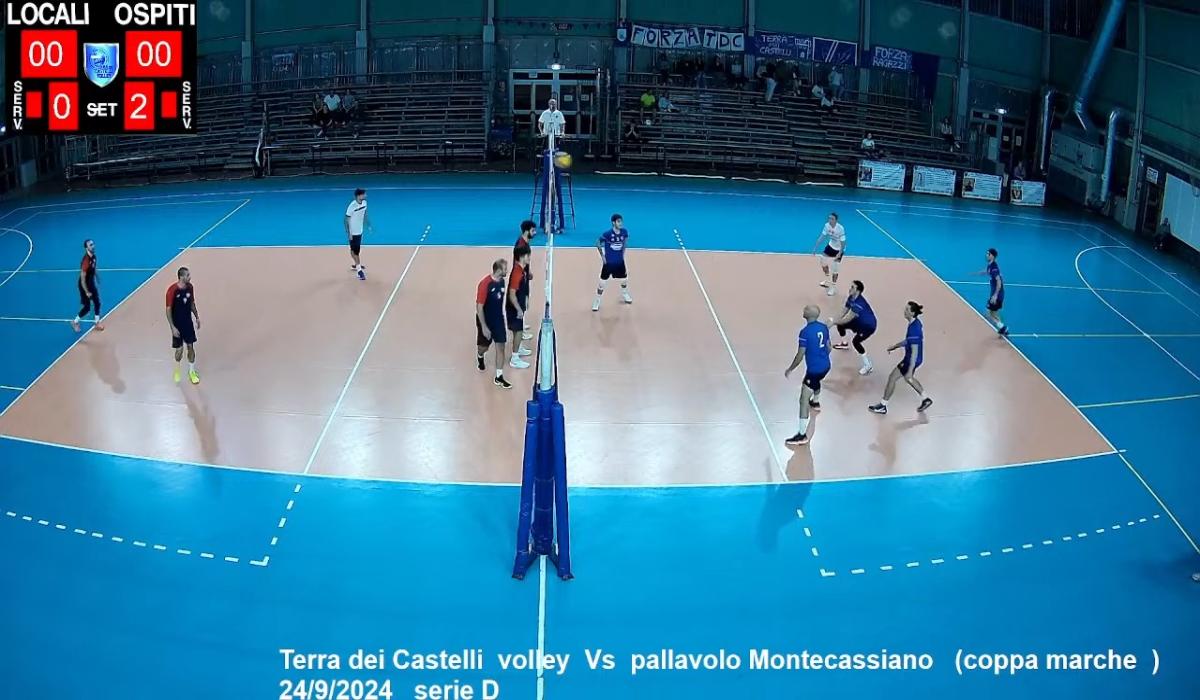 LOCALI OSPITI
00 00
SERV. 0 SET 2 SERV.
FORZA TDC
TERRA
CASTELLI
FORZA
RAGAZZI
2
Terra dei Castelli volley Vs pallavolo Montecassiano (coppa marche )
24/9/2024 serie D